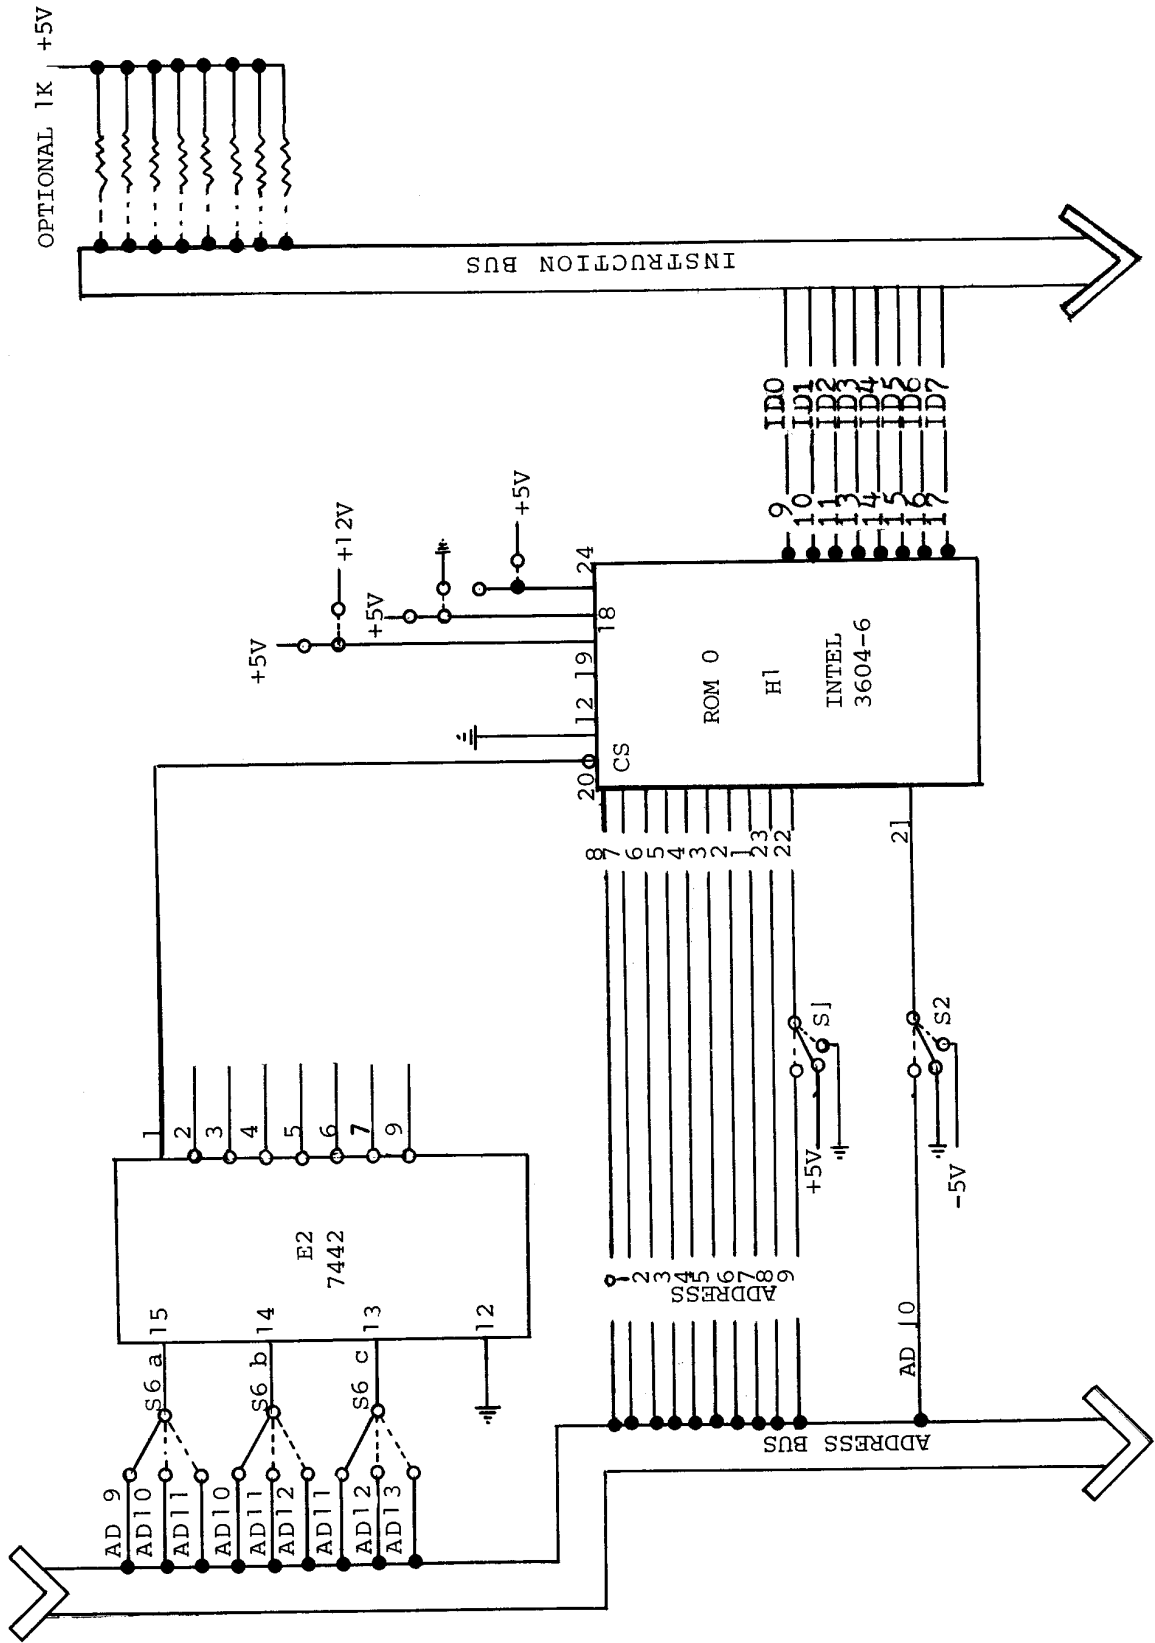 OPTIONAL 1K +5V
INSTRUCTION BUS
ID0
ID1
ID2
ID3
ID4
ID5
ID6
ID7
9
10
11
13
14
15
16
17
+5V
+12V
+5V
+5V
20
12
19
18
24
CS
ROM 0
H1
INTEL
3604-6
8
7
6
5
4
3
2
1
23
22
21
S1
S2
+5V
-5V
1
2
3
4
5
6
7
9
E2
7442
15
14
13
12
S6 a
S6 b
S6 c
AD 9
AD10
AD11
AD10
AD11
AD12
AD11
AD12
AD13
0
1
2
3
4
5
6
7
8
9
ADDRESS
AD 10
ADDRESS BUS